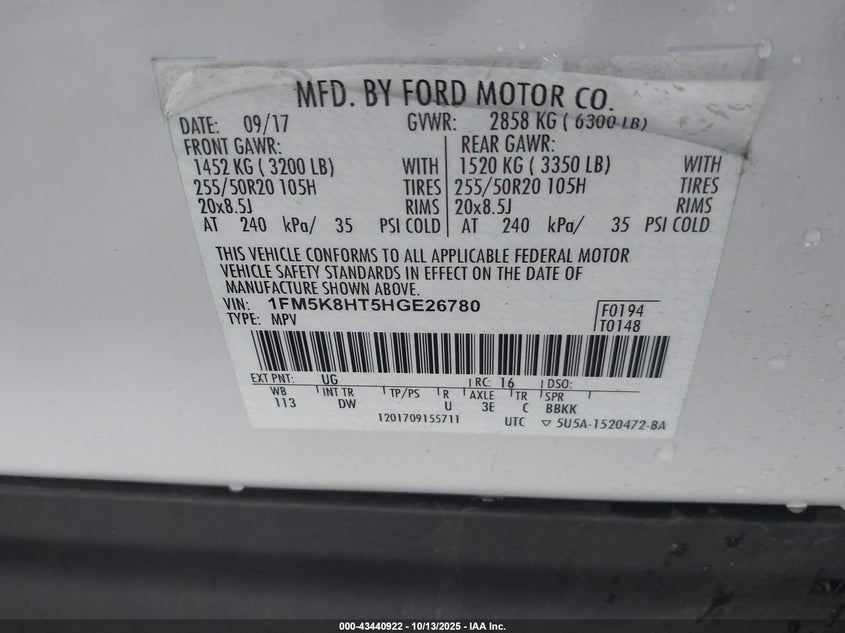 MFD. BY FORD MOTOR CO.
DATE: 09/17 GVWR: 2858 KG ( 6300 LB)
FRONT GAWR: REAR GAWR:
1452 KG ( 3200 LB) WITH 1520 KG ( 3350 LB) WITH
255/50R20 105H TIRES 255/50R20 105H TIRES
20x8.5J RIMS 20x8.5J RIMS
AT 240 kPa/ 35 PSI COLD AT 240 kPa/ 35 PSI COLD
THIS VEHICLE CONFORMS TO ALL APPLICABLE FEDERAL MOTOR
VEHICLE SAFETY STANDARDS IN EFFECT ON THE DATE OF
MANUFACTURE SHOWN ABOVE.
VIN: 1FM5K8HT5HGE26780 F0194
TYPE: MPV T0148
EXT PNT: UG RC: 16 DSO:
WB INT TR TP/PS R AXLE TR SPR
113 DW U 3E C BBKK
1201709155711 UTC ▽ 5U5A-1520472-BA
000-43440922 - 10/13/2025 - IAA Inc.